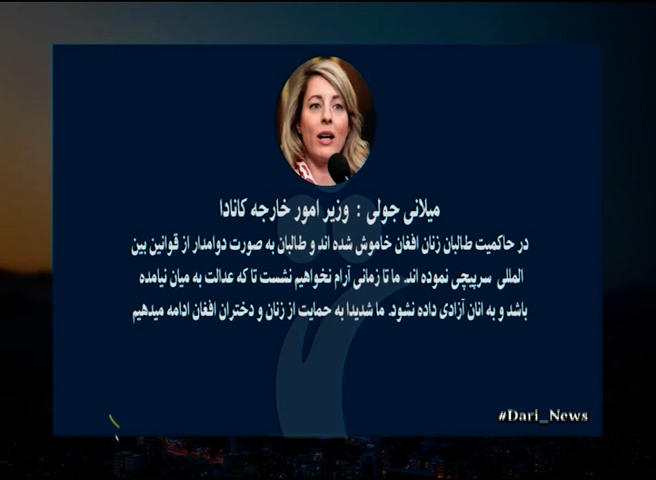 میلانی جولی : وزیر امور خارجه کانادا
در حاکمیت طالبان زنان افغان خاموش شده اند و طالبان به صورت دوامدار از قوانین بین
المللی سرپیچی نموده اند. ما تا زمانی آرام نخواهیم نشست تا که عدالت به میان نیامده
باشد و به انان آزادی داده نشود. ما شدیدا به حمایت از زنان و دختران افغان ادامه میدهیم
#Dari_News